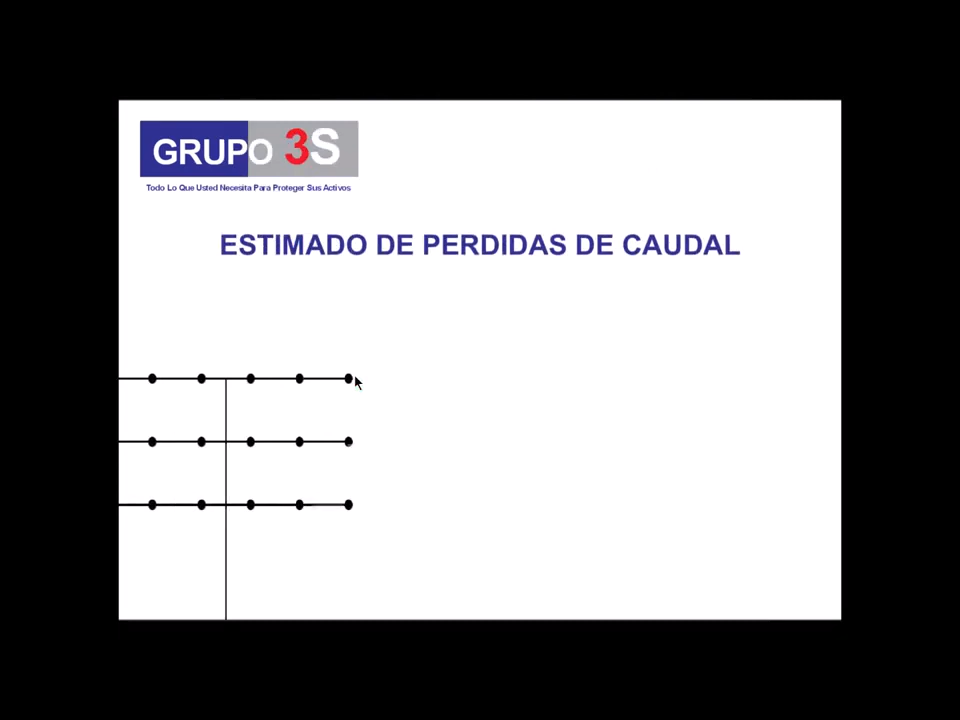 GRUPO 3S
Todo Lo Que Usted Necesita Para Proteger Sus Activos
ESTIMADO DE PERDIDAS DE CAUDAL